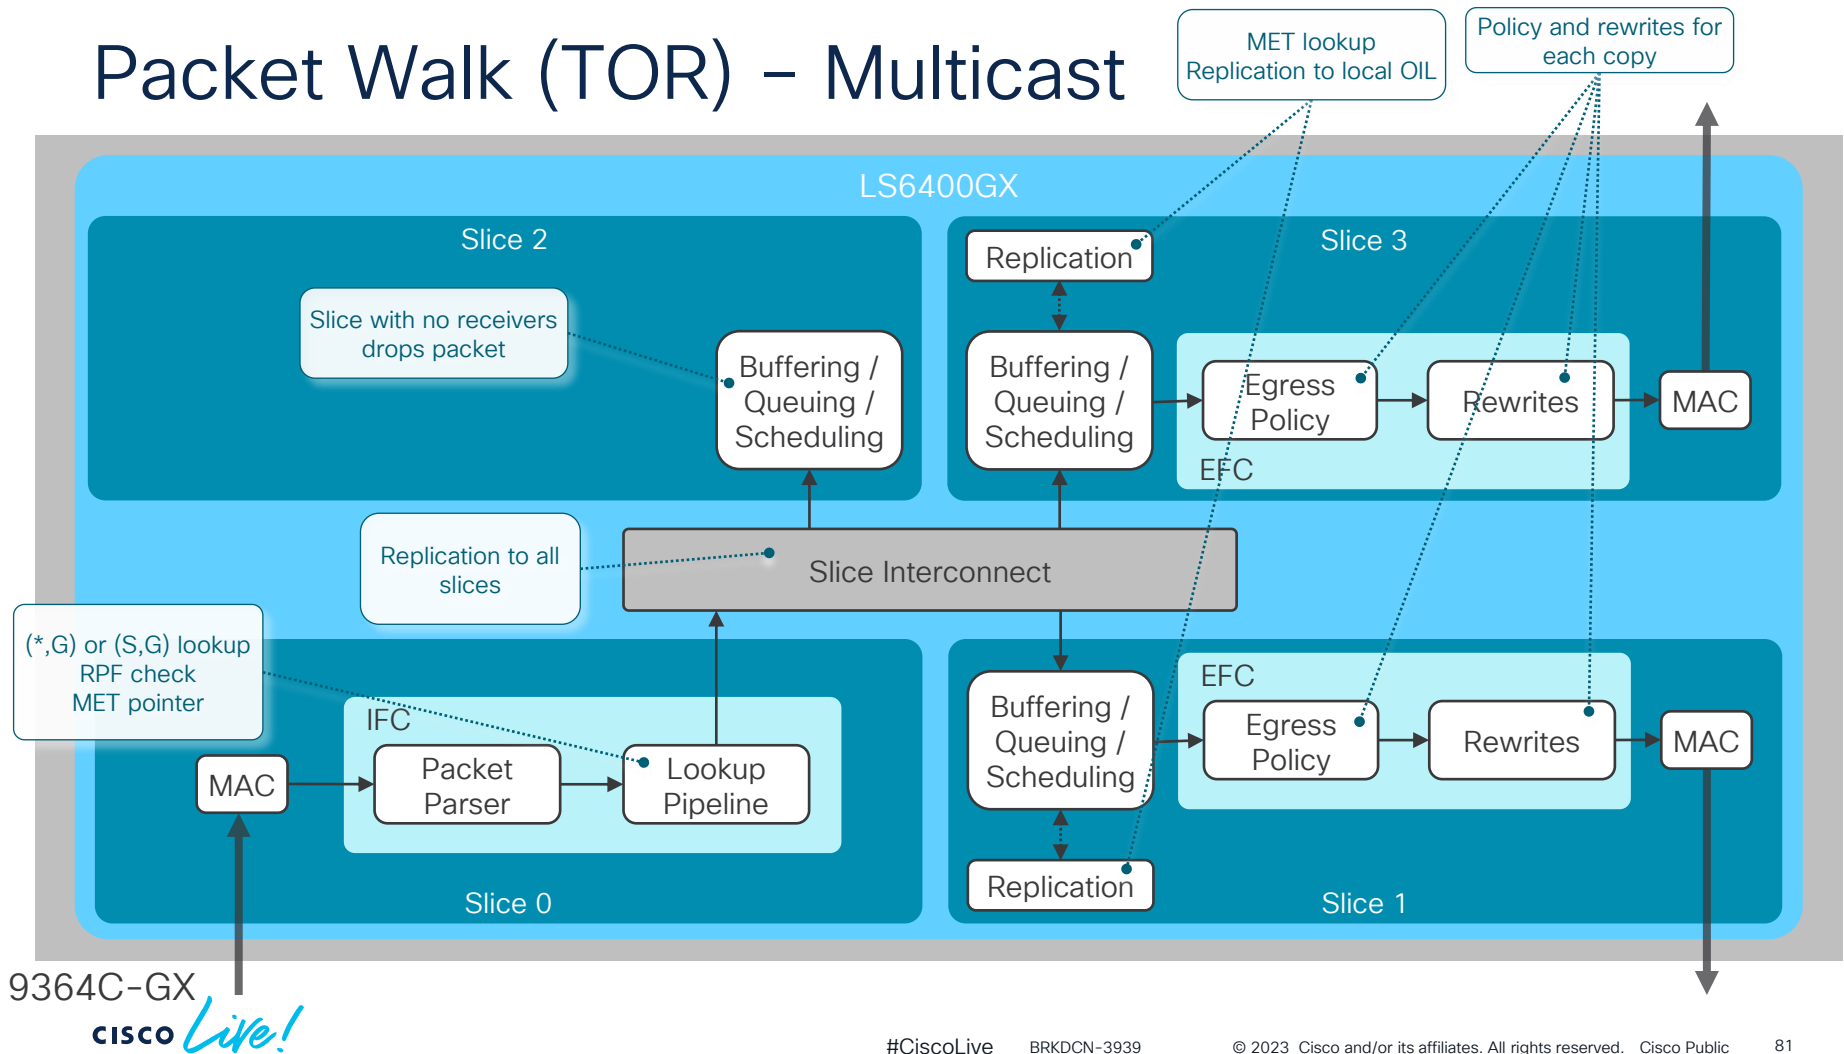 Packet Walk (TOR) – Multicast
MET lookup
Replication to local OIL
Policy and rewrites for
each copy
LS6400GX
Slice 2
Slice with no receivers
drops packet
Buffering /
Queuing /
Scheduling
Slice 3
Replication
Buffering /
Queuing /
Scheduling
Egress
Policy
Rewrites
EFC
MAC
Replication to all
slices
Slice Interconnect
(*,G) or (S,G) lookup
RPF check
MET pointer
IFC
MAC
Packet
Parser
Lookup
Pipeline
Slice 0
Buffering /
Queuing /
Scheduling
EFC
Egress
Policy
Rewrites
MAC
Replication
Slice 1
9364C-GX
CISCO Live!
#CiscoLive
BRKDCN-3939
© 2023 Cisco and/or its affiliates. All rights reserved. Cisco Public
81